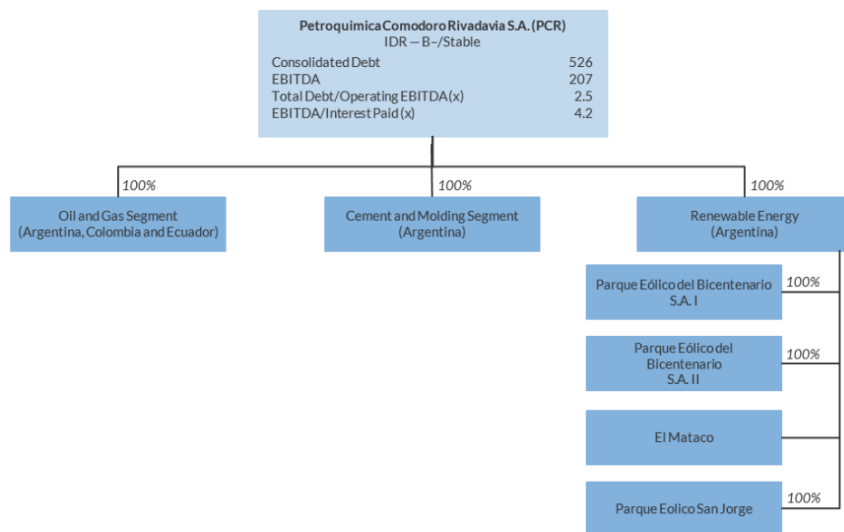 Petroquimica Comodoro Rivadavia S.A. (PCR)
IDR — B–/Stable
Consolidated Debt 526
EBITDA 207
Total Debt/Operating EBITDA (x) 2.5
EBITDA/Interest Paid (x) 4.2
100% 100% 100%
Oil and Gas Segment
(Argentina, Colombia and Ecuador)
Cement and Molding Segment
(Argentina)
Renewable Energy
(Argentina)
Parque Eólico del Bicentenario
S.A. I
100%
Parque Eólico del
Bicentenario
S.A. II
100%
El Mataco
Parque Eolico San Jorge
100%